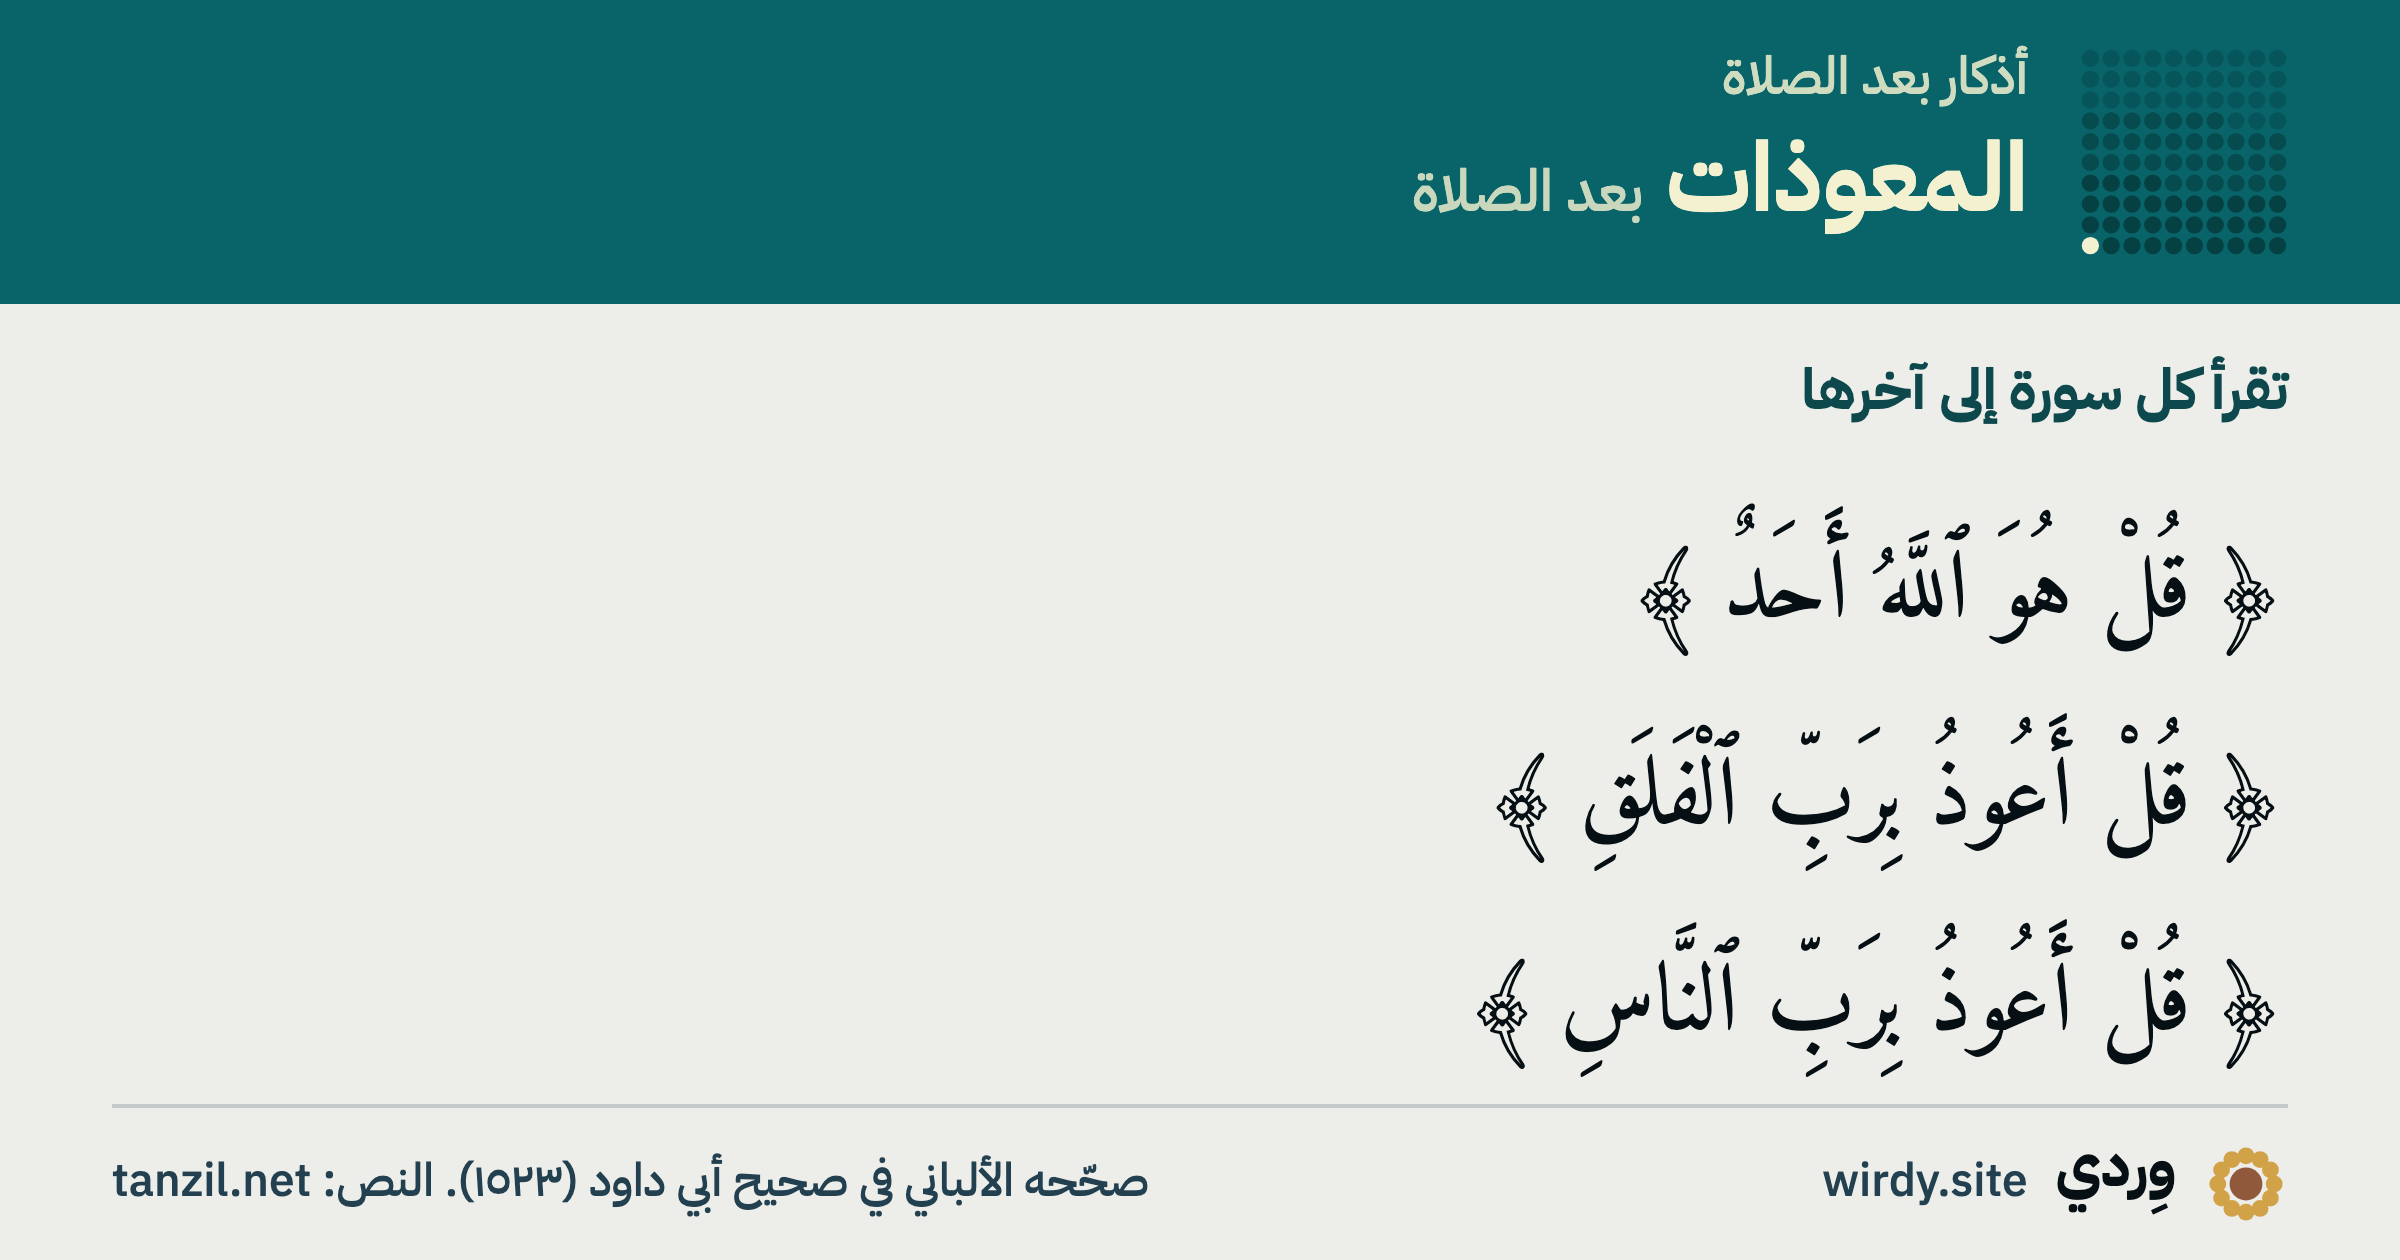 أذكار بعد الصلاة
المعوذات بعد الصلاة
تقرأ كل سورة إلى آخرها
﴿ قُلْ هُوَ ٱللَّهُ أَحَدٌ ﴾
﴿ قُلْ أَعُوذُ بِرَبِّ ٱلْفَلَقِ ﴾
﴿ قُلْ أَعُوذُ بِرَبِّ ٱلنَّاسِ ﴾
وِردي wirdy.site
صحّحه الألباني في صحيح أبي داود (١٥٢٣). النص: tanzil.net